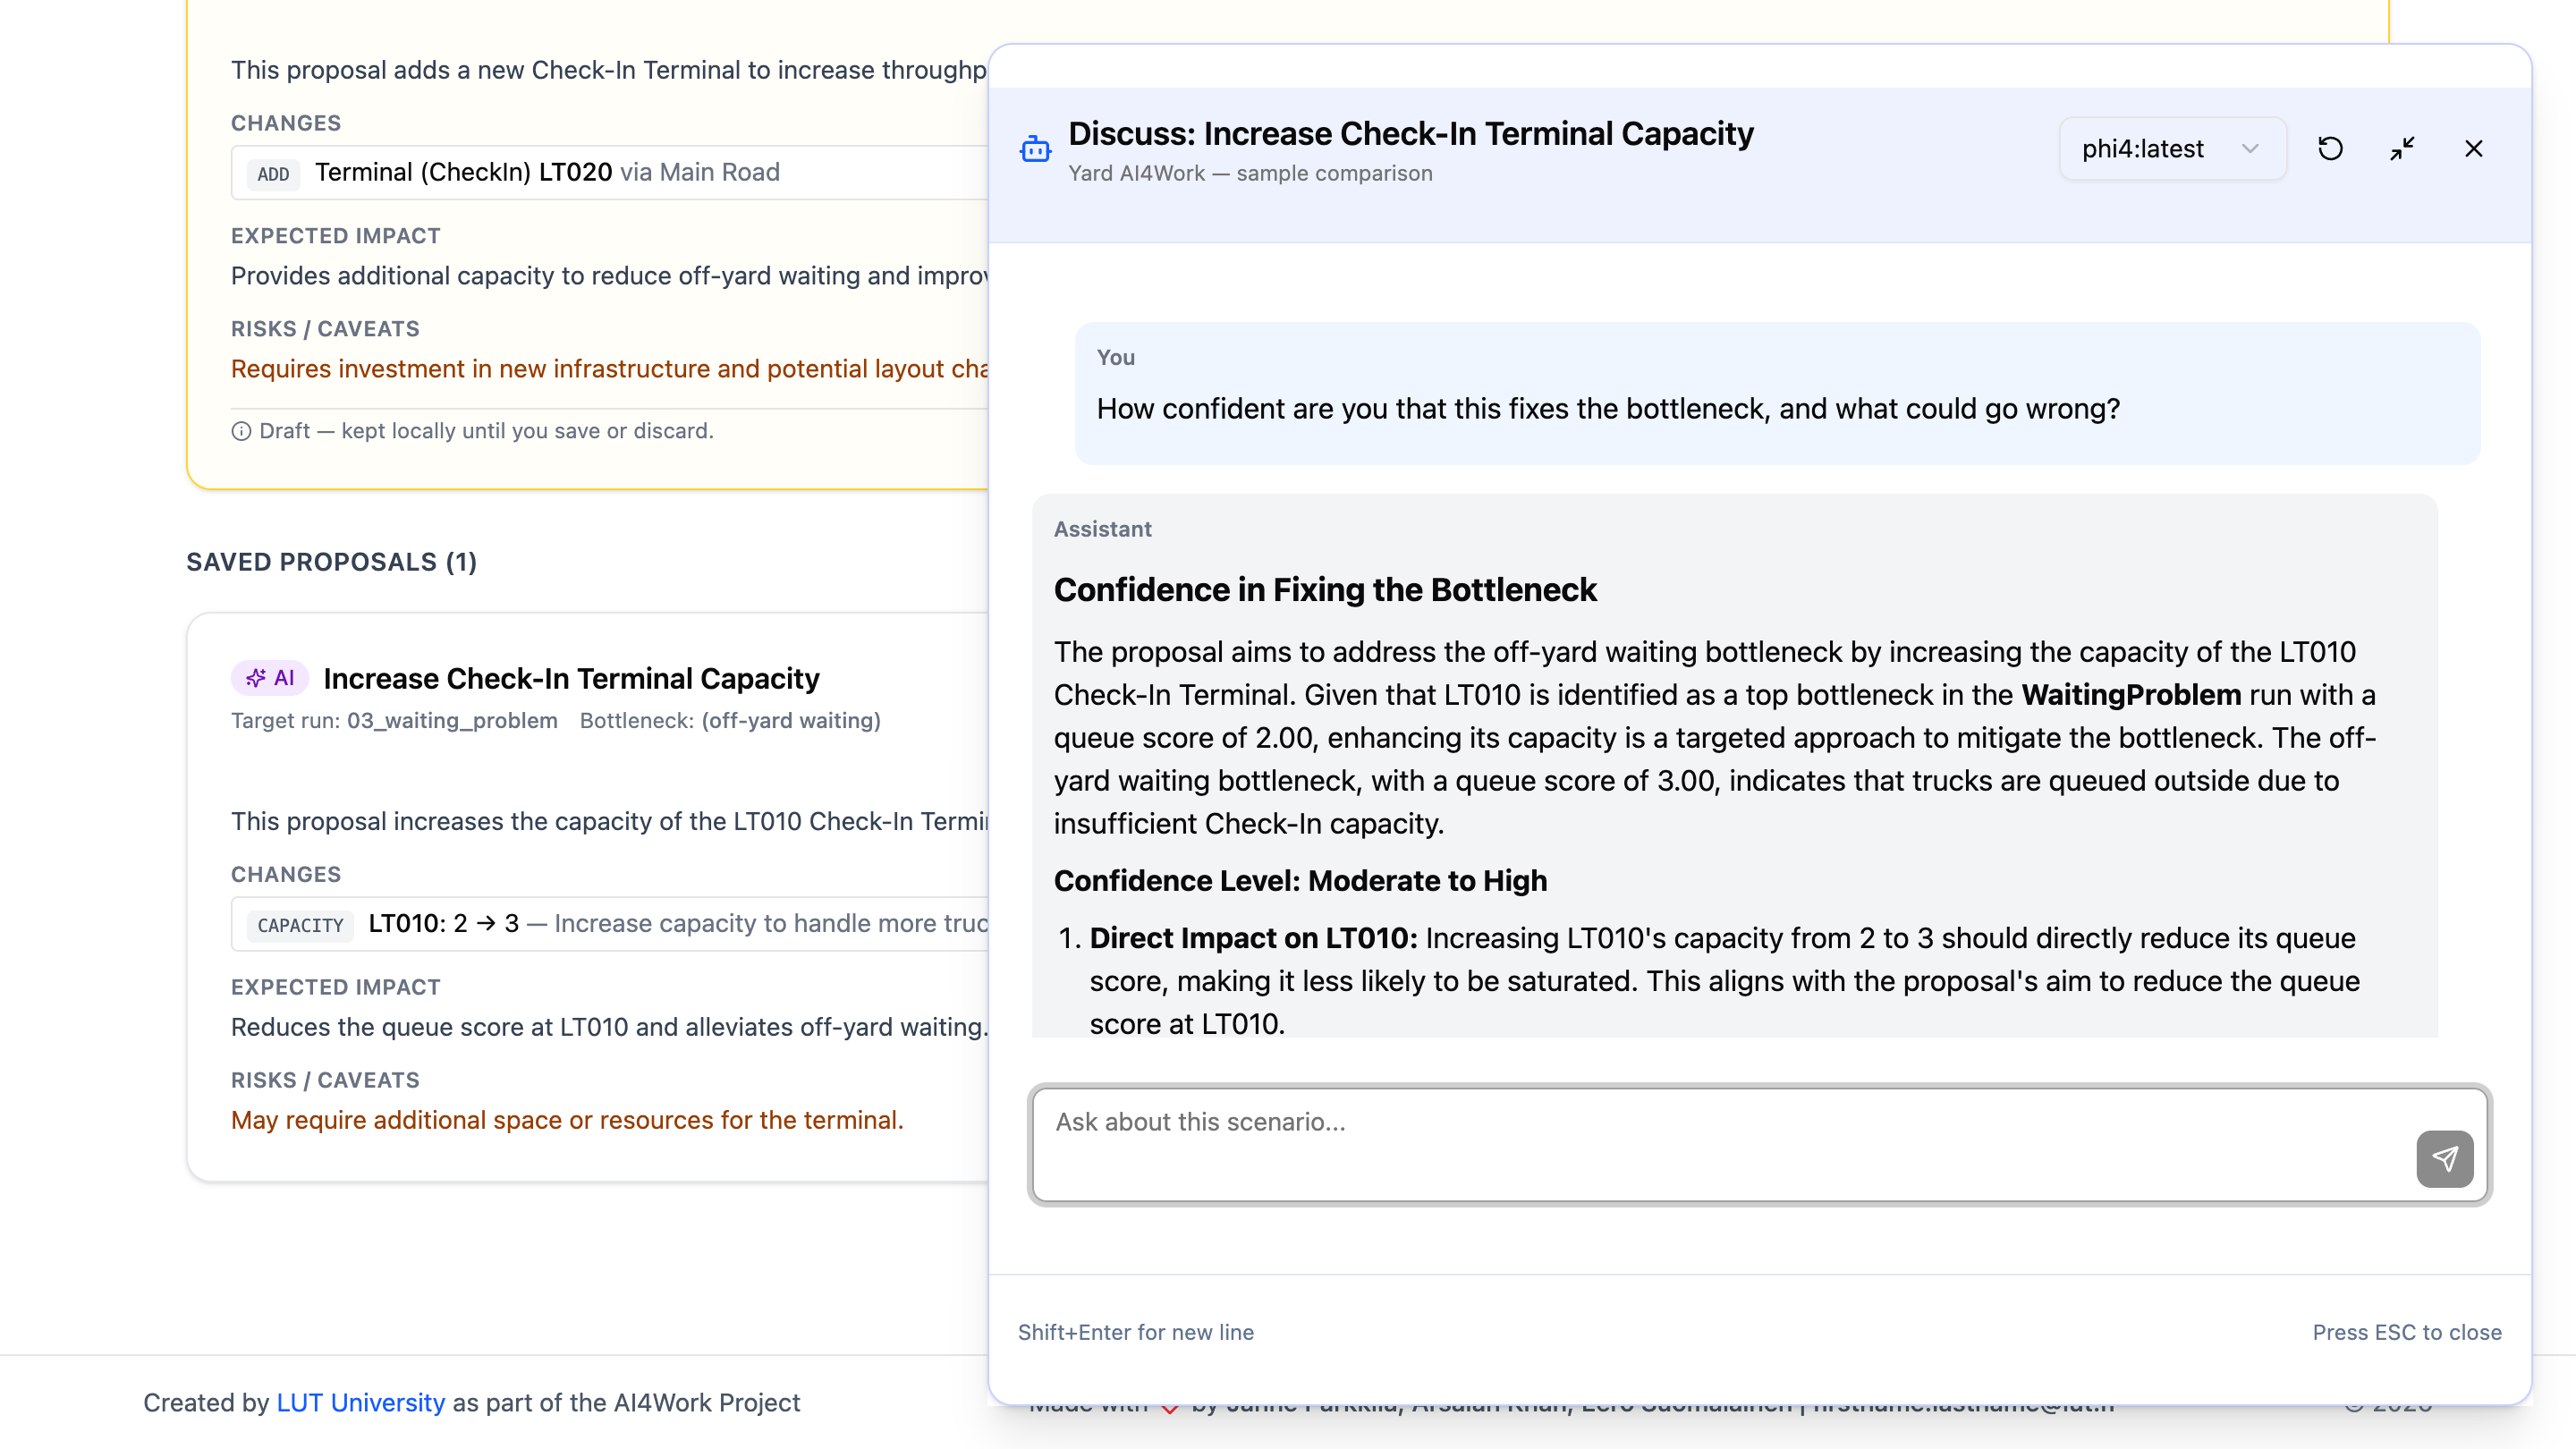 This proposal adds a new Check-In Terminal to increase throughp
CHANGES
ADD Terminal (CheckIn) LT020 via Main Road
EXPECTED IMPACT
Provides additional capacity to reduce off-yard waiting and improv
RISKS / CAVEATS
Requires investment in new infrastructure and potential layout cha
Draft — kept locally until you save or discard.
SAVED PROPOSALS (1)
AI Increase Check-In Terminal Capacity
Target run: 03_waiting_problem Bottleneck: (off-yard waiting)
This proposal increases the capacity of the LT010 Check-In Termi
CHANGES
CAPACITY LT010: 2 → 3 — Increase capacity to handle more truc
EXPECTED IMPACT
Reduces the queue score at LT010 and alleviates off-yard waiting.
RISKS / CAVEATS
May require additional space or resources for the terminal.
Discuss: Increase Check-In Terminal Capacity
Yard AI4Work — sample comparison
phi4:latest
You
How confident are you that this fixes the bottleneck, and what could go wrong?
Assistant
Confidence in Fixing the Bottleneck
The proposal aims to address the off-yard waiting bottleneck by increasing the capacity of the LT010
Check-In Terminal. Given that LT010 is identified as a top bottleneck in the WaitingProblem run with a
queue score of 2.00, enhancing its capacity is a targeted approach to mitigate the bottleneck. The off-
yard waiting bottleneck, with a queue score of 3.00, indicates that trucks are queued outside due to
insufficient Check-In capacity.
Confidence Level: Moderate to High
1. Direct Impact on LT010: Increasing LT010's capacity from 2 to 3 should directly reduce its queue
score, making it less likely to be saturated. This aligns with the proposal's aim to reduce the queue
score at LT010.
Ask about this scenario...
Shift+Enter for new line
Press ESC to close
Created by LUT University as part of the AI4Work Project